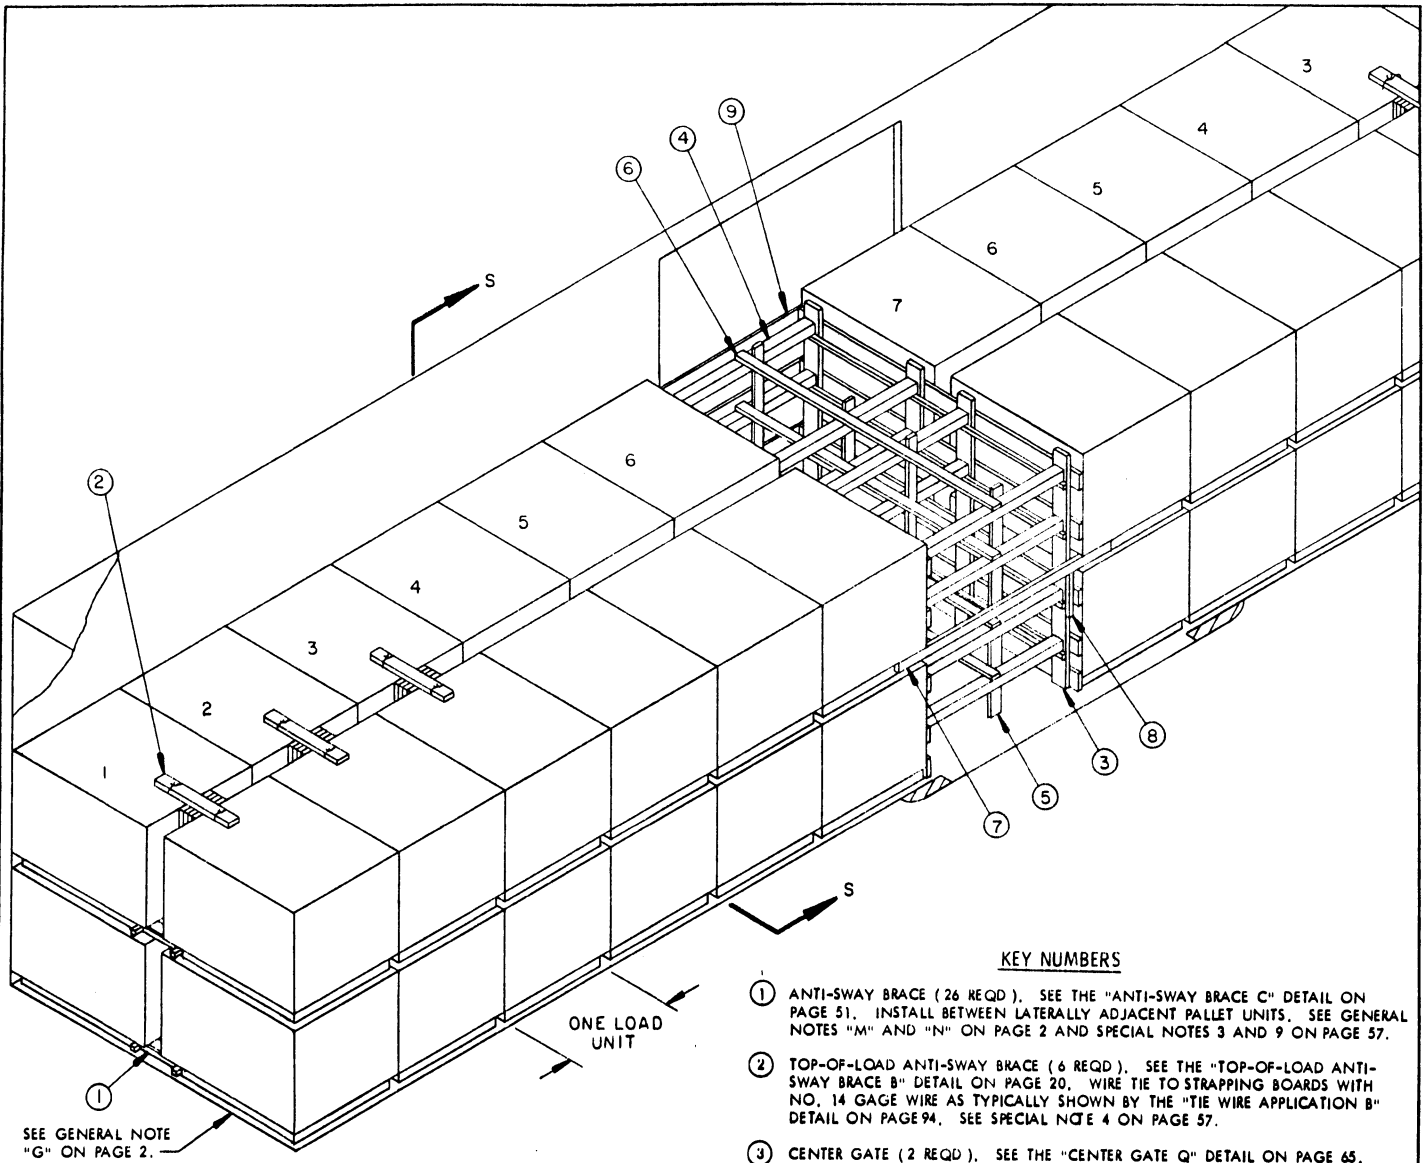 3
4
5
6
7
9
4
6
S
2
6
5
4
3
2
1
8
3
5
7
S
ONE LOAD
UNIT
1
SEE GENERAL NOTE
"G" ON PAGE 2.
KEY NUMBERS
1 ANTI-SWAY BRACE (26 REQD). SEE THE "ANTI-SWAY BRACE C" DETAIL ON
PAGE 51. INSTALL BETWEEN LATERALLY ADJACENT PALLET UNITS. SEE GENERAL
NOTES "M" AND "N" ON PAGE 2 AND SPECIAL NOTES 3 AND 9 ON PAGE 57.
2 TOP-OF-LOAD ANTI-SWAY BRACE (6 REQD). SEE THE "TOP-OF-LOAD ANTI-
SWAY BRACE B" DETAIL ON PAGE 20. WIRE TIE TO STRAPPING BOARDS WITH
NO. 14 GAGE WIRE AS TYPICALLY SHOWN BY THE "TIE WIRE APPLICATION B"
DETAIL ON PAGE 94. SEE SPECIAL NOTE 4 ON PAGE 57.
3 CENTER GATE (2 REQD). SEE THE "CENTER GATE Q" DETAIL ON PAGE 65.